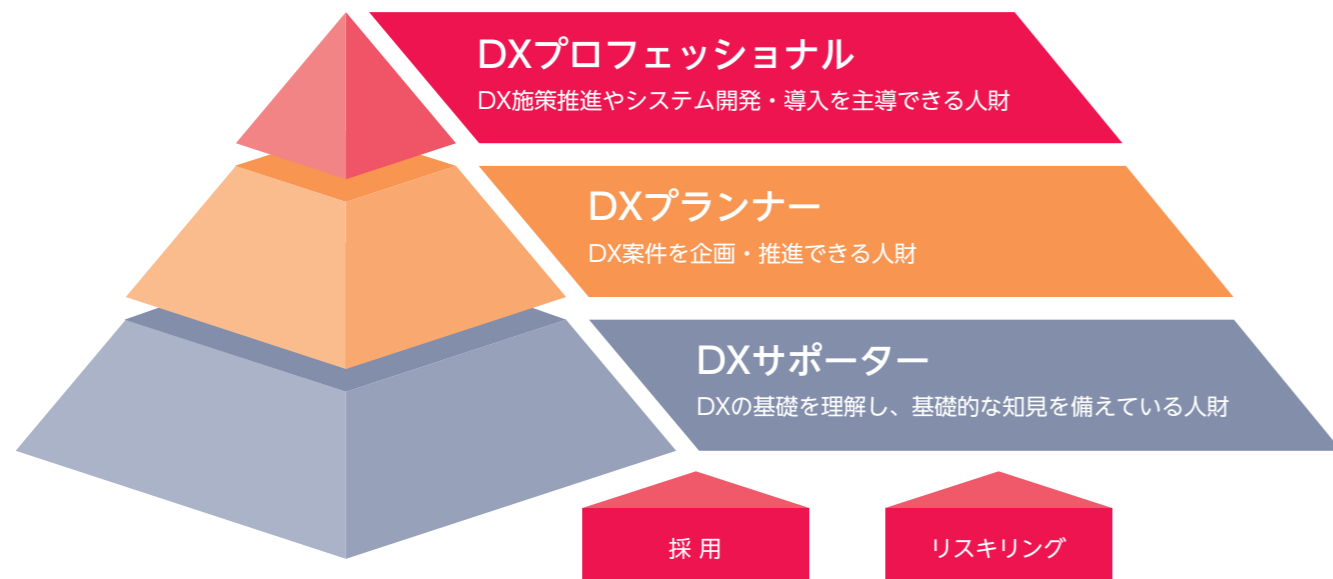 DXプロフェッショナル
DX施策推進やシステム開発・導入を主導できる人財
DXプランナー
DX案件を企画・推進できる人財
DXサポーター
DXの基礎を理解し、基礎的な知見を備えている人財
採 用
リスキリング